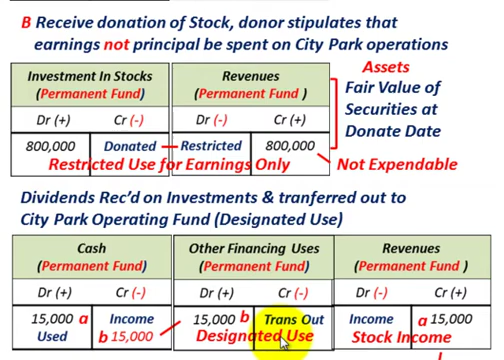 B Receive donation of Stock, donor stipulates that
earnings not principal be spent on City Park operations
Assets
Investment In Stocks
(Permanent Fund)
Revenues
(Permanent Fund )
Fair Value of
Securities at
Donate Date
Dr (+) Cr (-) Dr (-) Cr (+)
800,000 Donated Restricted 800,000
Restricted Use for Earnings Only Not Expendable
Dividends Rec'd on Investments & tranferred out to
City Park Operating Fund (Designated Use)
Cash
(Permanent Fund)
Other Financing Uses
(Permanent Fund)
Revenues
(Permanent Fund )
Dr (+) Cr (-) Dr (+) Cr (-) Dr (-) Cr (+)
15,000 a Income 15,000 b Trans Out Income a 15,000
Used b 15,000 Designated Use Stock Income